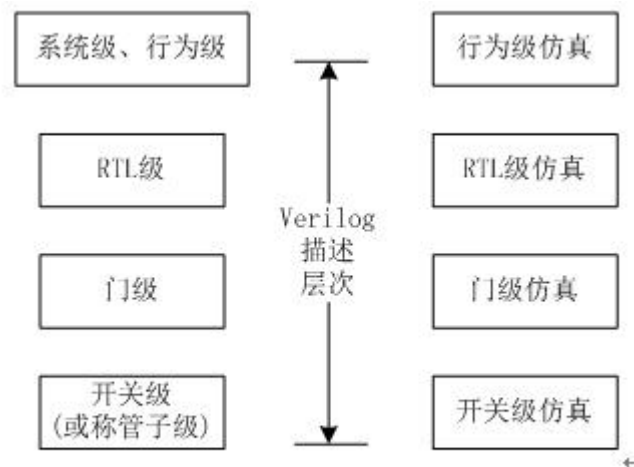 系统级、行为级
行为级仿真
RTL级
RTL级仿真
Verilog
描述
层次
门级
门级仿真
开关级
(或称管子级)
开关级仿真